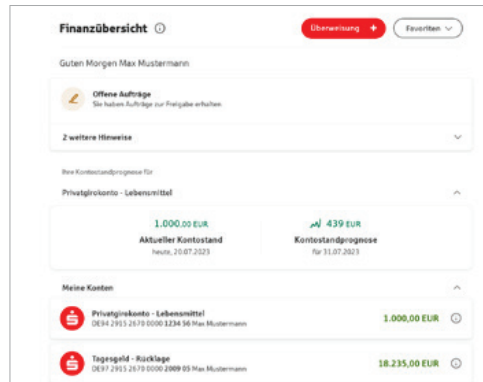 Finanzübersicht
Überweisung +
Favoriten
Guten Morgen Max Mustermann
Offene Aufträge
Sie haben Aufträge zur Freigabe erhalten.
2 weitere Hinweise
Ihre Kontostandprognose für
Privatgirokonto - Lebensmittel
1.000,00 EUR
Aktueller Kontostand
heute, 20.07.2023
439 EUR
Kontostandprognose
für 31.07.2023
Meine Konten
Privatgirokonto - Lebensmittel
DE94 2915 2670 0000 1234 56 Max Mustermann
1.000,00 EUR
Tagesgeld - Rücklage
DE97 2915 2670 0000 2009 05 Max Mustermann
18.235,00 EUR